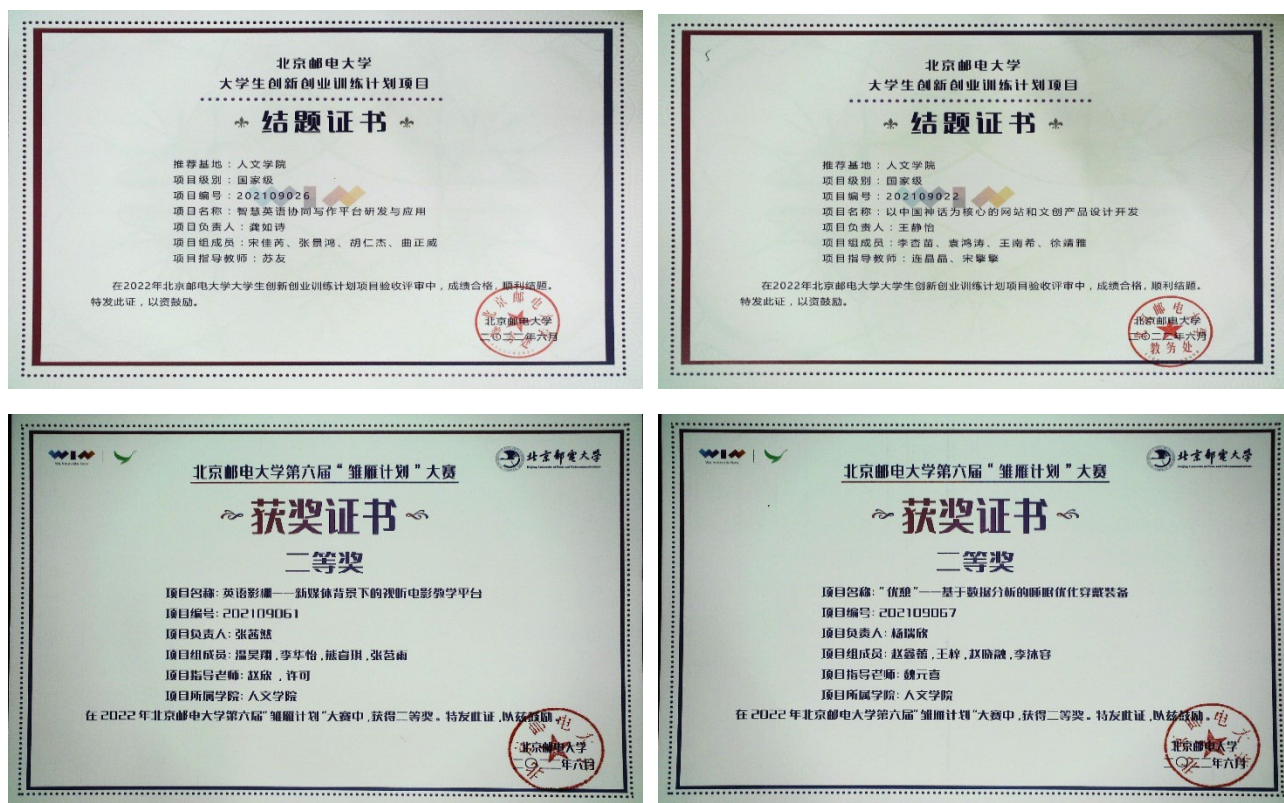 北京邮电大学
大学生创新创业训练计划项目
结题证书
推荐基地：人文学院
项目级别：国家级
项目编号：202109026
项目名称：智慧英语协同写作平台研发与应用
项目负责人：龚如诗
项目组成员：宋佳芮、张景鸿、胡仁杰、曲正威
项目指导教师：苏友
在2022年北京邮电大学大学生创新创业训练计划项目验收评审中，成绩合格，顺利结题。
特发此证，以资鼓励。
北京邮电大学
二〇二二年六月
北京邮电大学
大学生创新创业训练计划项目
结题证书
推荐基地：人文学院
项目级别：国家级
项目编号：202109022
项目名称：以中国神话为核心的网站和文创产品设计开发
项目负责人：王静怡
项目组成员：李杏苗、袁鸿涛、王南希、徐靖雅
项目指导教师：连晶晶、宋擎擎
在2022年北京邮电大学大学生创新创业训练计划项目验收评审中，成绩合格，顺利结题。
特发此证，以资鼓励。
北京邮电大学
二〇二二年六月
教务处
WIN
北京邮电大学
北京邮电大学第六届“雏雁计划”大赛
获奖证书
二等奖
项目名称: 英语影棚——新媒体背景下的视听电影教学平台
项目编号: 202109061
项目负责人: 张茜然
项目组成员: 温昊翔,李华怡,熊睿琪,张茗雨
项目指导老师: 赵欣 , 许可
项目所属学院: 人文学院
在 2022 年北京邮电大学第六届“雏雁计划”大赛中,获得二等奖。特发此证,以兹鼓励。
北京邮电大学
二〇二二年六月
WIN
北京邮电大学
北京邮电大学第六届“雏雁计划”大赛
获奖证书
二等奖
项目名称: “优憩”——基于数据分析的睡眠优化穿戴装备
项目编号: 202109067
项目负责人: 杨瑞欣
项目组成员: 赵鑫蕾,王梓,赵晓融,李沐容
项目指导老师: 魏元喜
项目所属学院: 人文学院
在 2022 年北京邮电大学第六届“雏雁计划”大赛中,获得二等奖。特发此证,以兹鼓励。
北京邮电大学
二〇二二年六月